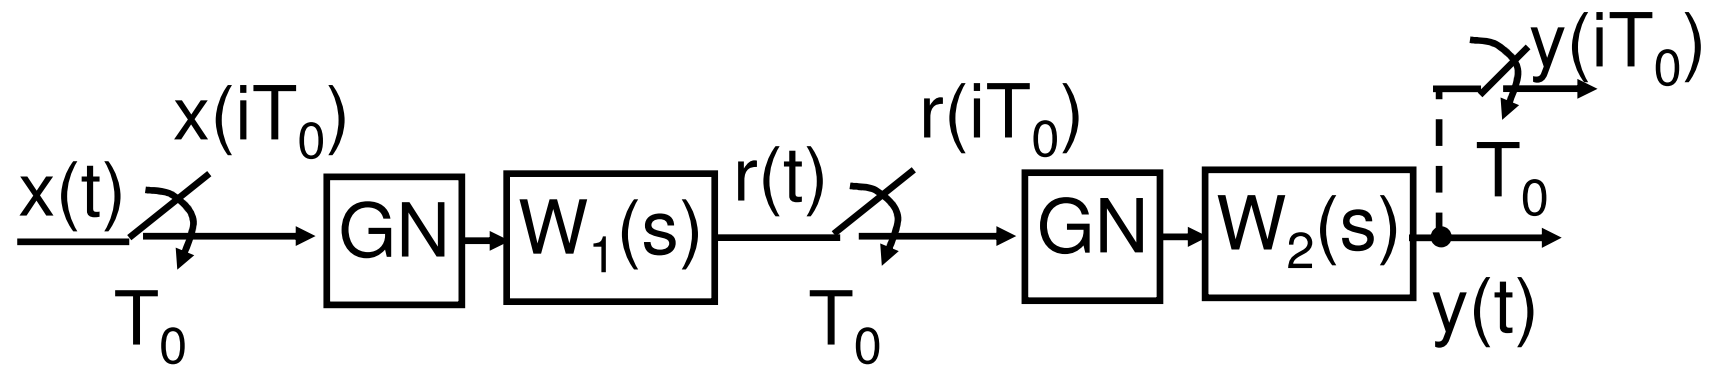 x(t)
x(iT0)
T0
GN
W1(s)
r(t)
r(iT0)
T0
GN
W2(s)
y(iT0)
T0
y(t)